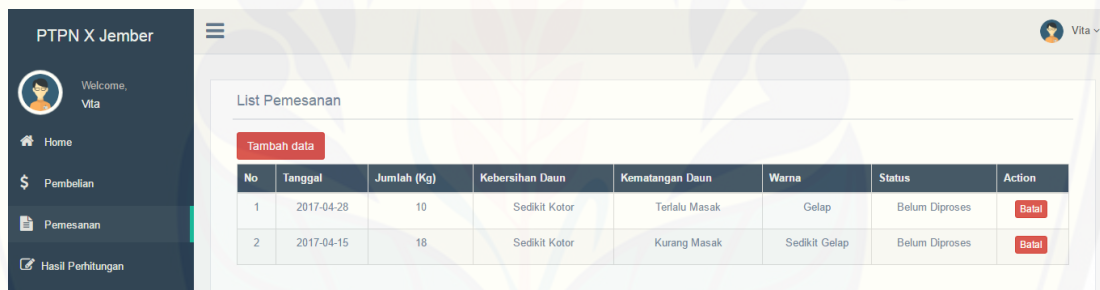 PTPN X Jember
Vita
Welcome,
Vita
Home
Pembelian
Pemesanan
Hasil Perhitungan
List Pemesanan
Tambah data
No Tanggal Jumlah (Kg) Kebersihan Daun Kematangan Daun Warna Status Action
1 2017-04-28 10 Sedikit Kotor Terlalu Masak Gelap Belum Diproses Batal
2 2017-04-15 18 Sedikit Kotor Kurang Masak Sedikit Gelap Belum Diproses Batal